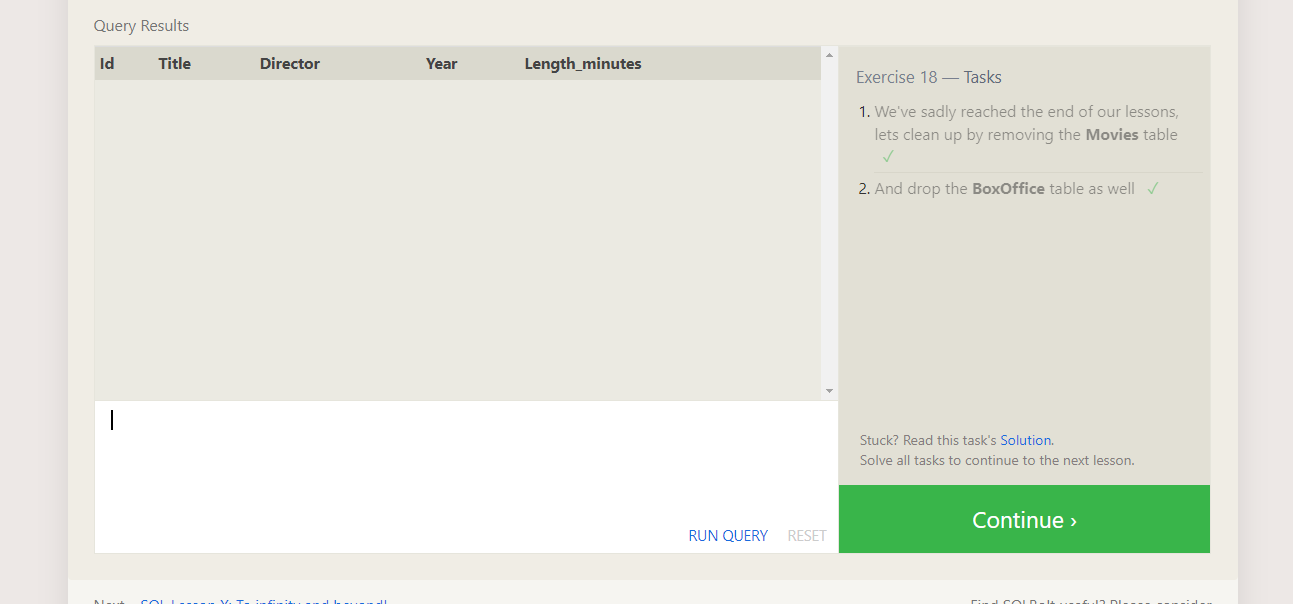 Query Results
Id Title Director Year Length_minutes
Exercise 18 — Tasks
1. We've sadly reached the end of our lessons,
lets clean up by removing the Movies table
✓
2. And drop the BoxOffice table as well ✓
Stuck? Read this task's Solution.
Solve all tasks to continue to the next lesson.
RUN QUERY RESET
Continue ›
Next – SQL Lesson X: To infinity and beyond!
Find SQLBolt useful? Please consider